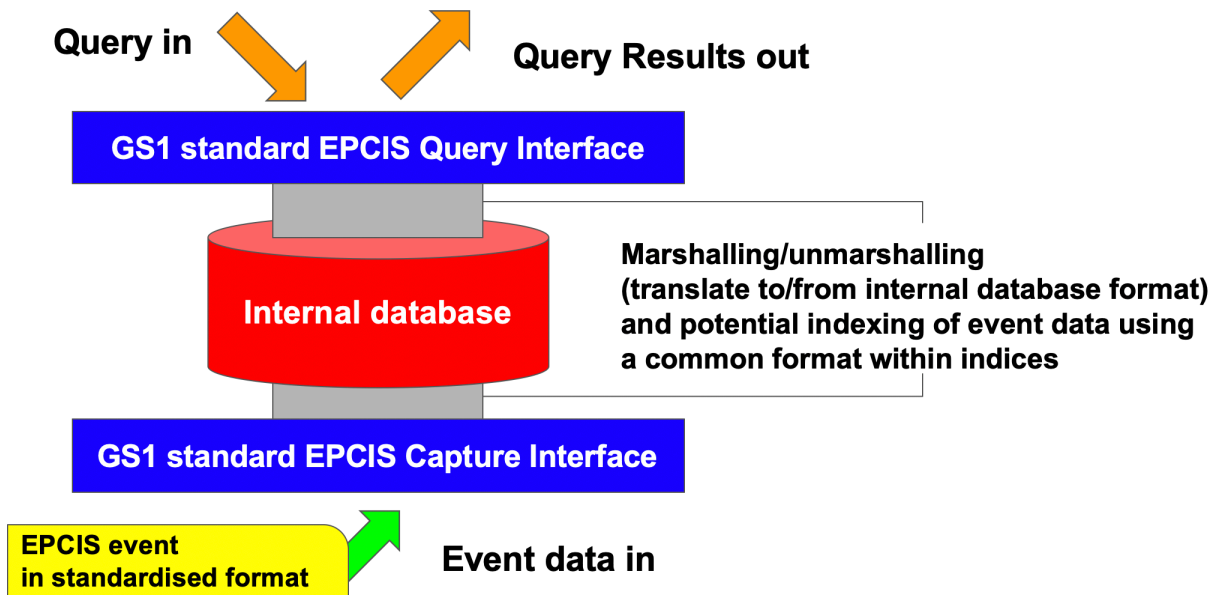 Query in
Query Results out
GS1 standard EPCIS Query Interface
Internal database
Marshalling/unmarshalling
(translate to/from internal database format)
and potential indexing of event data using
a common format within indices
GS1 standard EPCIS Capture Interface
EPCIS event
in standardised format
Event data in